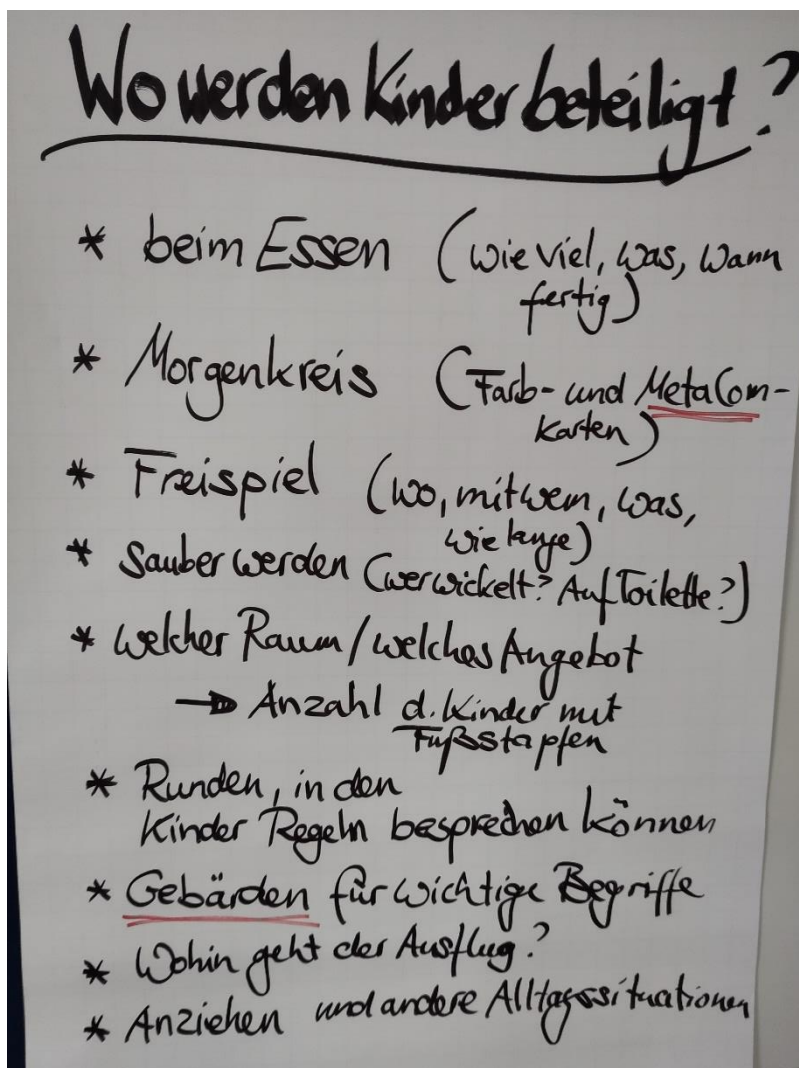 Wo werden Kinder beteiligt?
* beim Essen (wie viel, was, wann
fertig)
* Morgenkreis (Farb- und MetaCom-
karten)
* Freispiel (wo, mit wem, was,
wie lange)
* Sauber werden (wer wickelt? Auf Toilette?)
* welcher Raum/welches Angebot
→ Anzahl d. Kinder mit
Fußstapfen
* Runden, in den
Kinder Regeln besprechen können
* Gebärden für wichtige Begriffe
* Wohin geht der Ausflug?
* Anziehen und andere Alltagssituationen